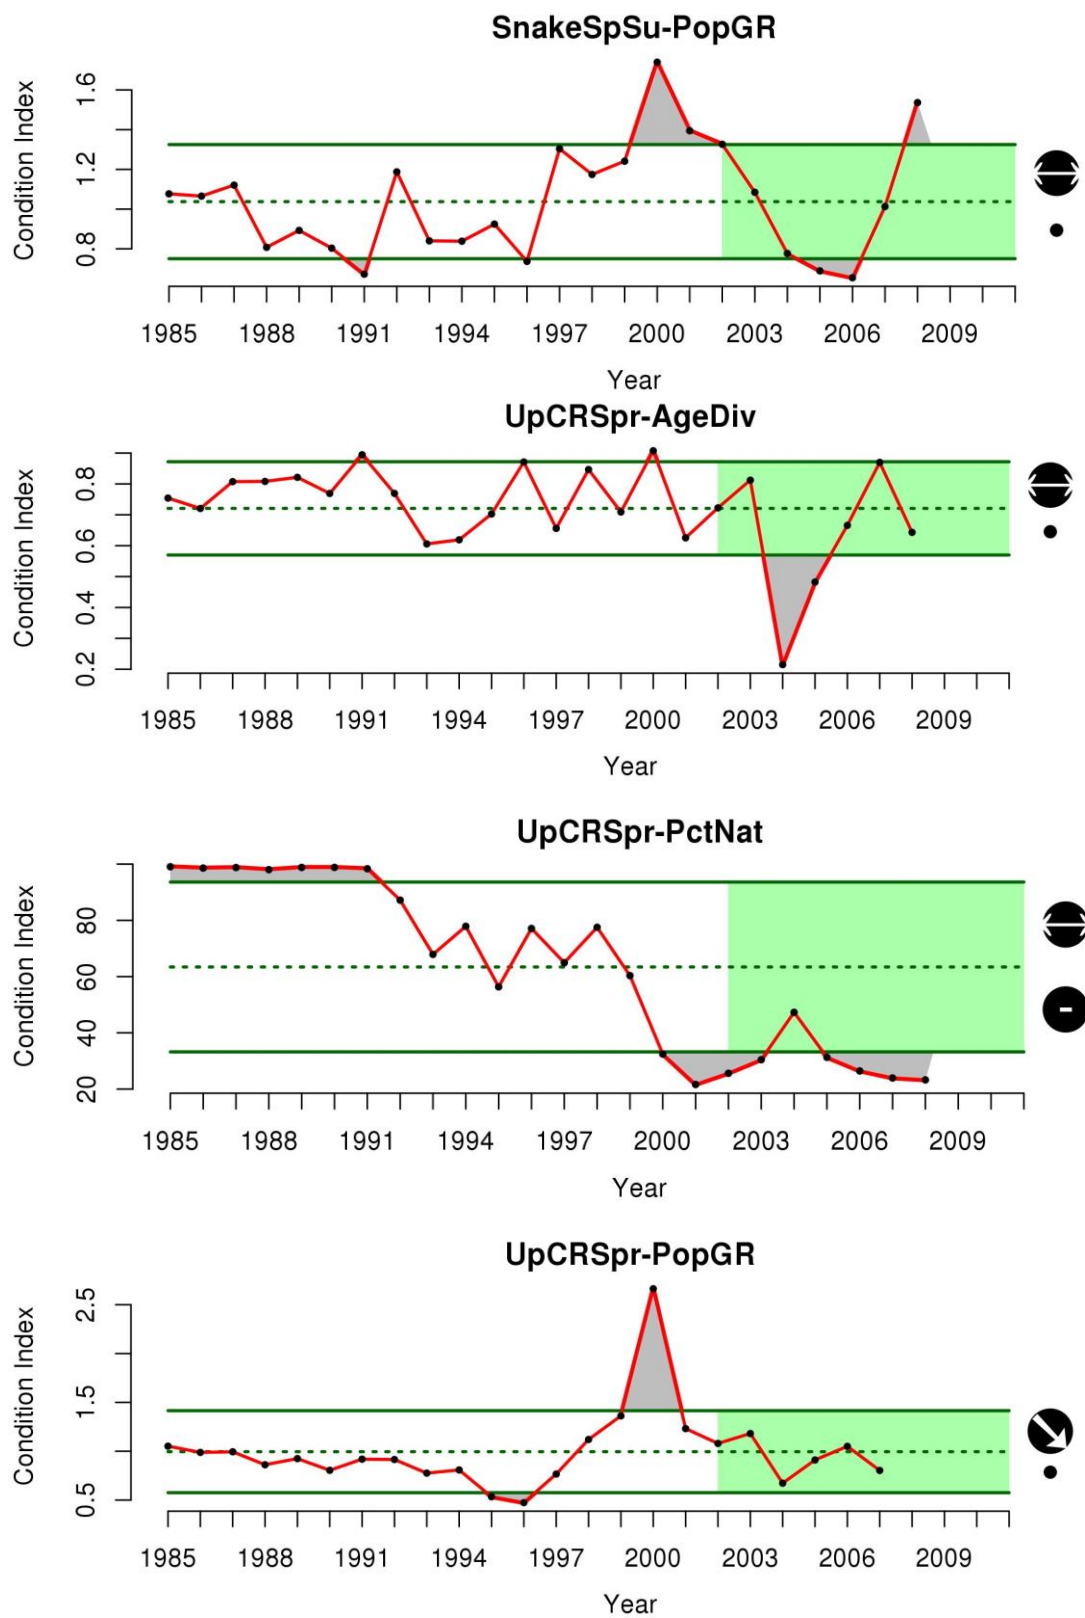 SnakeSpSu-PopGR
Condition Index
1.6
1.2
0.8
1985 1988 1991 1994 1997 2000 2003 2006 2009
Year
UpCRSpr-AgeDiv
Condition Index
0.8
0.6
0.4
0.2
1985 1988 1991 1994 1997 2000 2003 2006 2009
Year
UpCRSpr-PctNat
Condition Index
80
60
40
20
1985 1988 1991 1994 1997 2000 2003 2006 2009
Year
UpCRSpr-PopGR
Condition Index
2.5
1.5
0.5
1985 1988 1991 1994 1997 2000 2003 2006 2009
Year